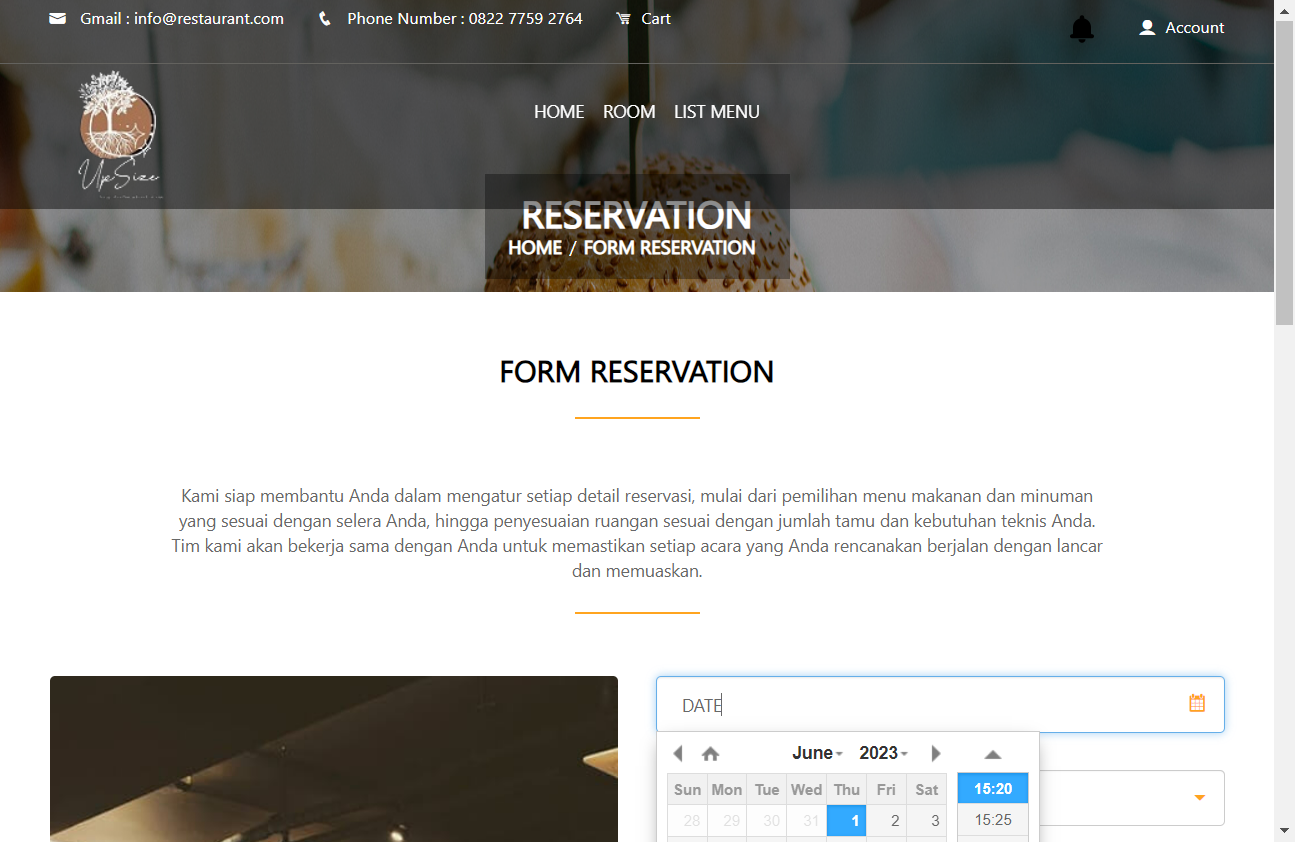 Gmail : info@restaurant.com Phone Number : 0822 7759 2764 Cart Account
HOME ROOM LIST MENU
UpSize
RESERVATION
HOME / FORM RESERVATION
FORM RESERVATION
Kami siap membantu Anda dalam mengatur setiap detail reservasi, mulai dari pemilihan menu makanan dan minuman
yang sesuai dengan selera Anda, hingga penyesuaian ruangan sesuai dengan jumlah tamu dan kebutuhan teknis Anda.
Tim kami akan bekerja sama dengan Anda untuk memastikan setiap acara yang Anda rencanakan berjalan dengan lancar
dan memuaskan.
DATE
June 2023
Sun Mon Tue Wed Thu Fri Sat 15:20
28 29 30 31 1 2 3 15:25